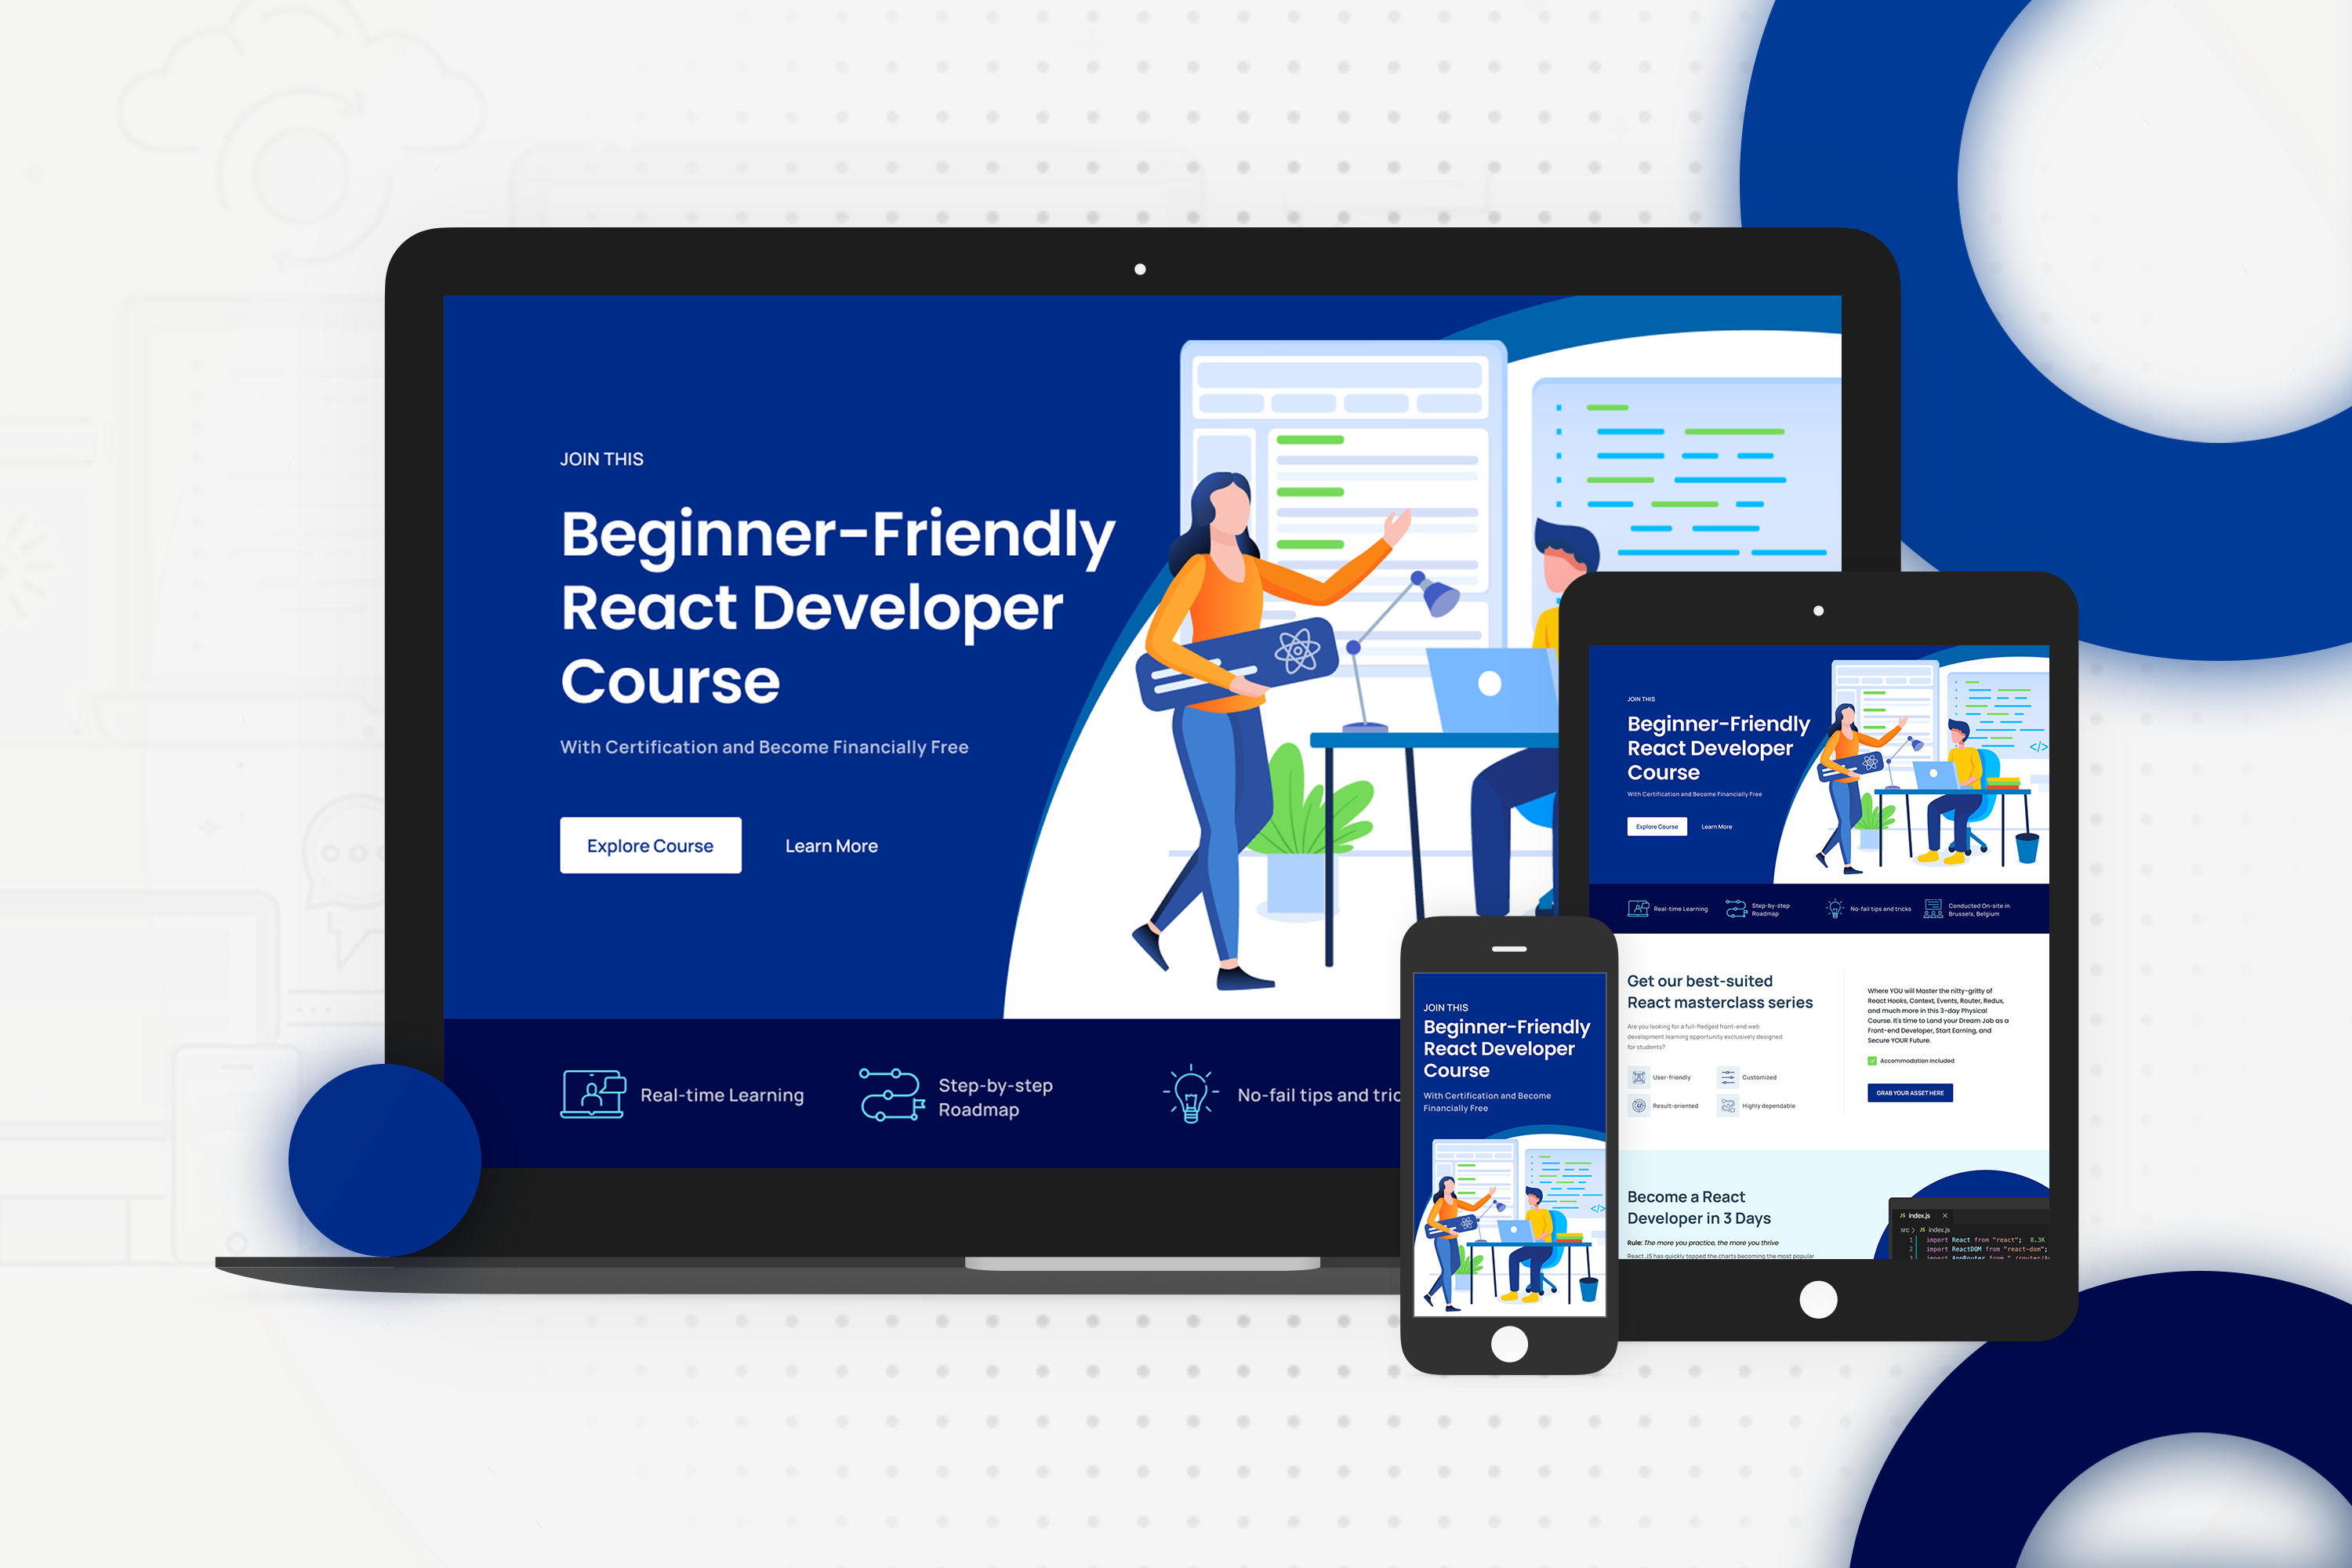 JOIN THIS
Beginner-Friendly
React Developer
Course
With Certification and Become Financially Free
Explore Course
Learn More
Real-time Learning
Step-by-step
Roadmap
No-fail tips and tric
JOIN THIS
Beginner-Friendly
React Developer
Course
With Certification and Become Financially Free
Explore Course
Learn More
</>
Real-time Learning
Step-by-step
Roadmap
No-fail tips and tricks
Conducted On-site in
Brussels, Belgium
Get our best-suited
React masterclass series
Are you looking for a full-fledged front-end web
development learning opportunity exclusively designed
for students?
User-friendly
Customized
Result-oriented
Highly dependable
Where YOU will Master the nitty-gritty of
React Hooks, Context, Events, Router, Redux,
and much more in this 3-day Physical
Course. It's time to Land your Dream Job as a
Front-end Developer, Start Earning, and
Secure YOUR Future.
Accommodation Included
GRAB YOUR ASSET HERE
Become a React
Developer in 3 Days
Rule: The more you practice, the more you thrive
React JS has quickly topped the charts becoming the most popular
JS index.js ×
src > JS index.js
1 import React from "react"; 8.3K
2 import ReactDOM from "react-dom";
JOIN THIS
Beginner-Friendly
React Developer
Course
With Certification and Become
Financially Free
</>